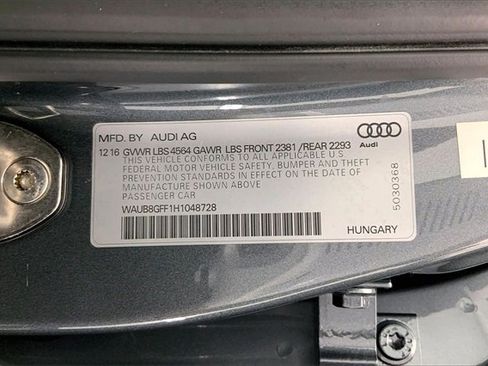 MFD. BY AUDI AG
12 16 GVWR LBS 4564 GAWR LBS FRONT 2381 /REAR 2293
THIS VEHICLE CONFORMS TO ALL APPLICABLE U S
FEDERAL MOTOR VEHICLE SAFETY, BUMPER AND THEFT
PREVENTION STANDARDS IN EFFECT ON THE DATE OF
MANUFACTURE SHOWN ABOVE
PASSENGER CAR
WAUB8GFF1H1048728
Audi
5030368
HUNGARY